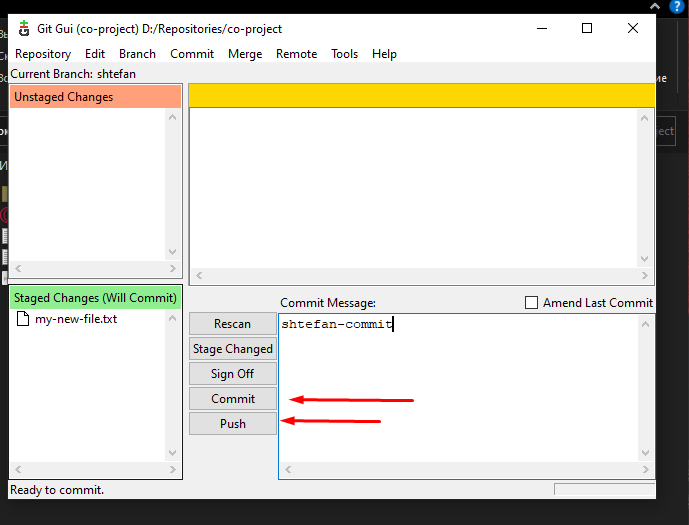 Git Gui (co-project) D:/Repositories/co-project
Repository Edit Branch Commit Merge Remote Tools Help
Current Branch: shtefan
Unstaged Changes
Staged Changes (Will Commit)
my-new-file.txt
Rescan
Stage Changed
Sign Off
Commit
Push
Commit Message:
Amend Last Commit
shtefan-commit
Ready to commit.